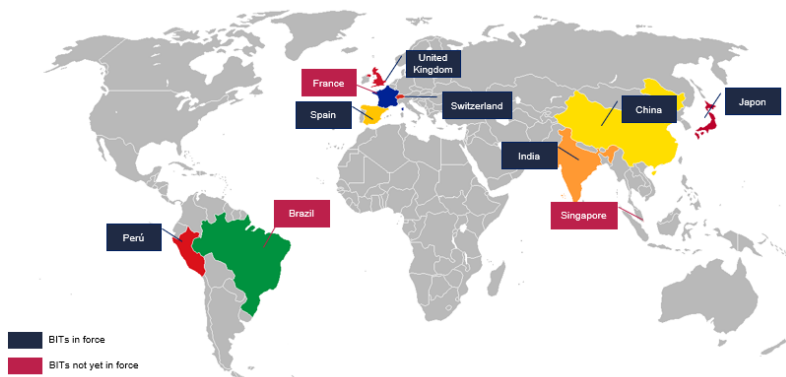 United
Kingdom
France
Switzerland
Spain
China
Japon
India
Singapore
Brazil
Perú
BITs in force
BITs not yet in force